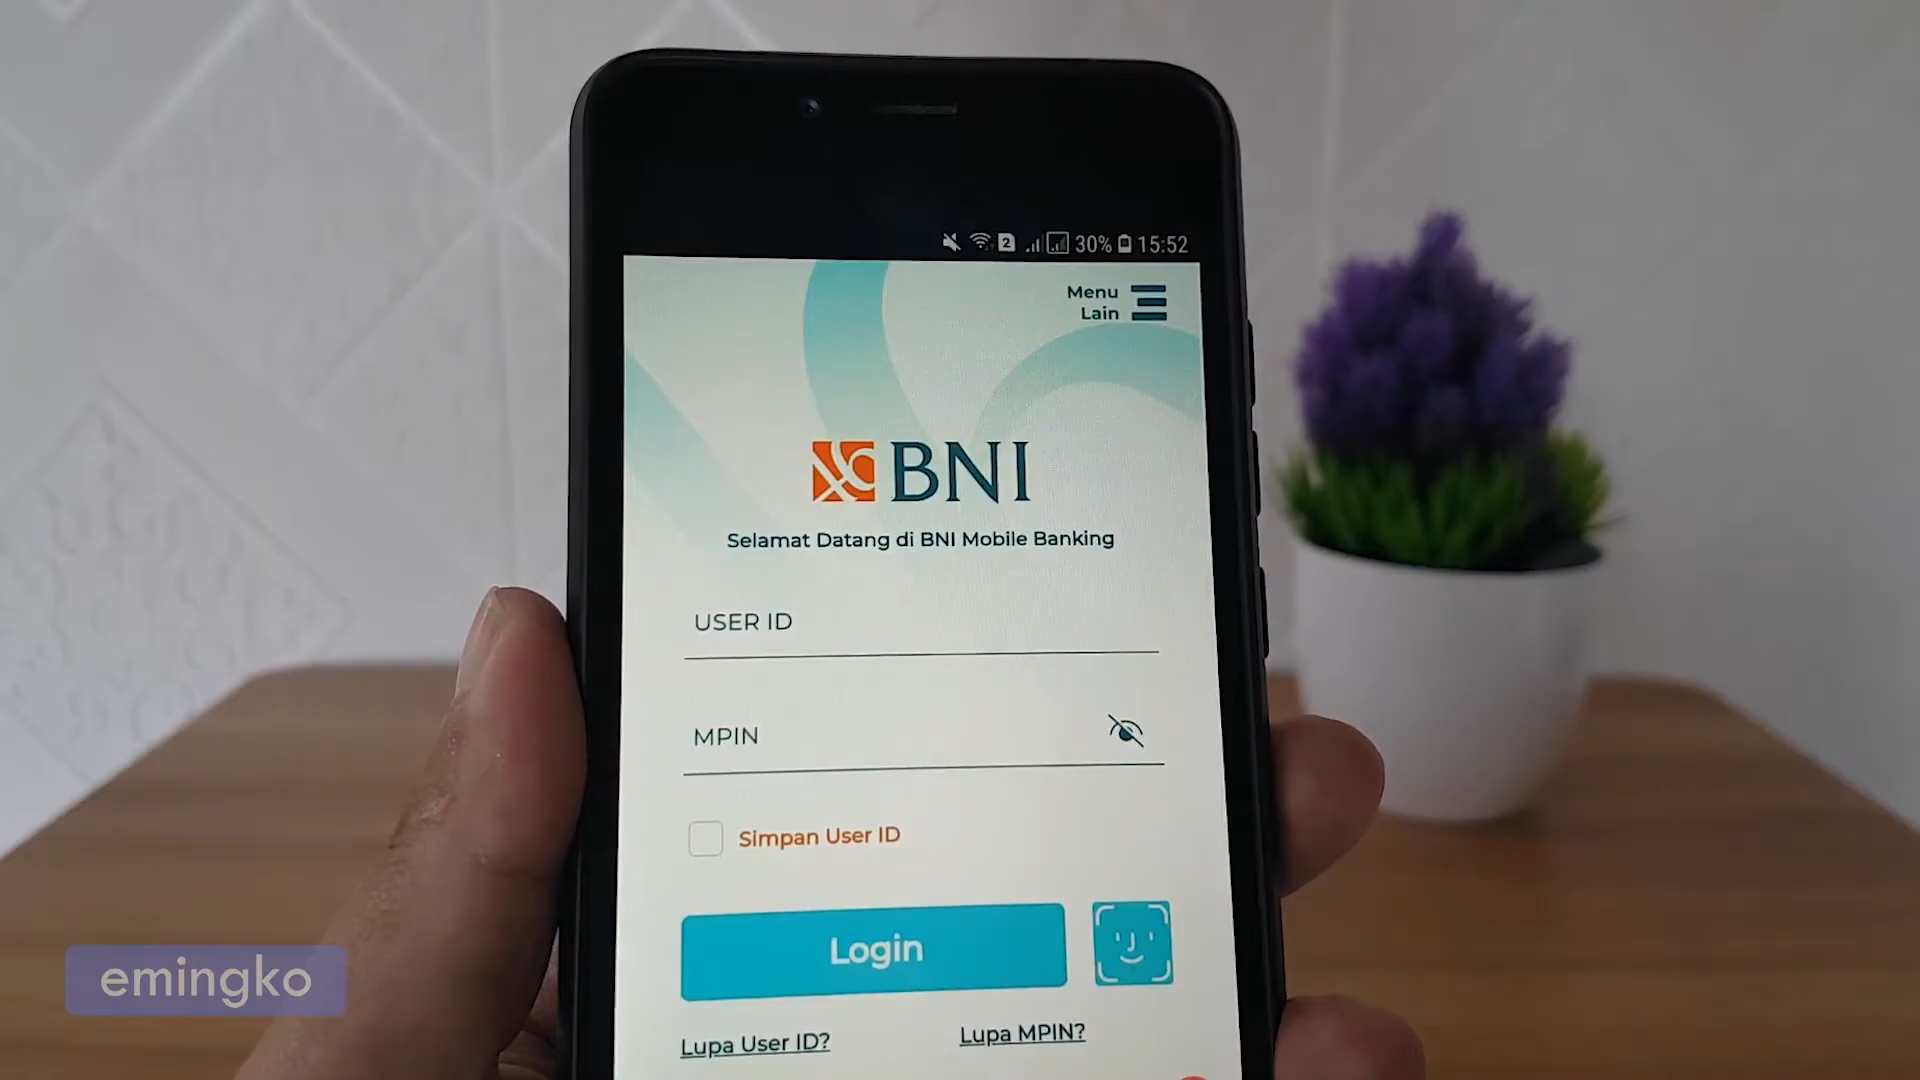 2 30% 15:52
Menu
Lain
BNI
Selamat Datang di BNI Mobile Banking
USER ID
MPIN
Simpan User ID
Login
Lupa User ID?
Lupa MPIN?
emingko